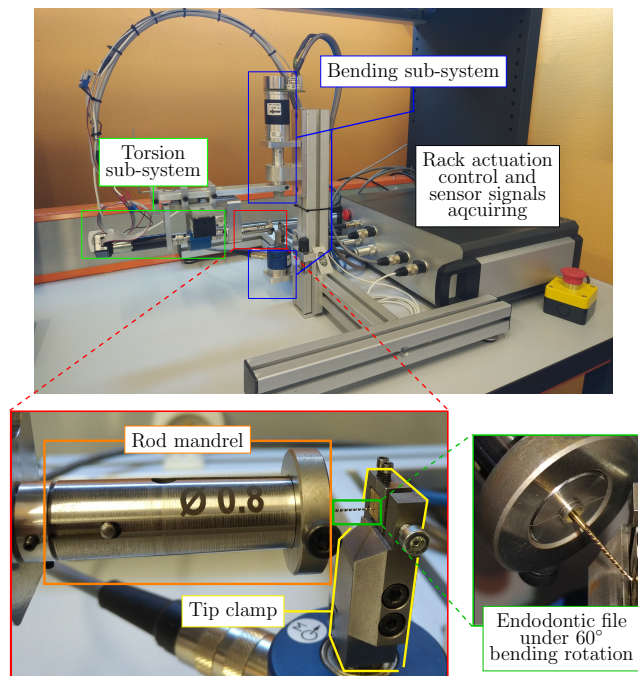 Bending sub-system
Torsion
sub-system
Rack actuation
control and
sensor signals
aqcuiring
Rod mandrel
Ø 0.8
Tip clamp
Endodontic file
under 60°
bending rotation